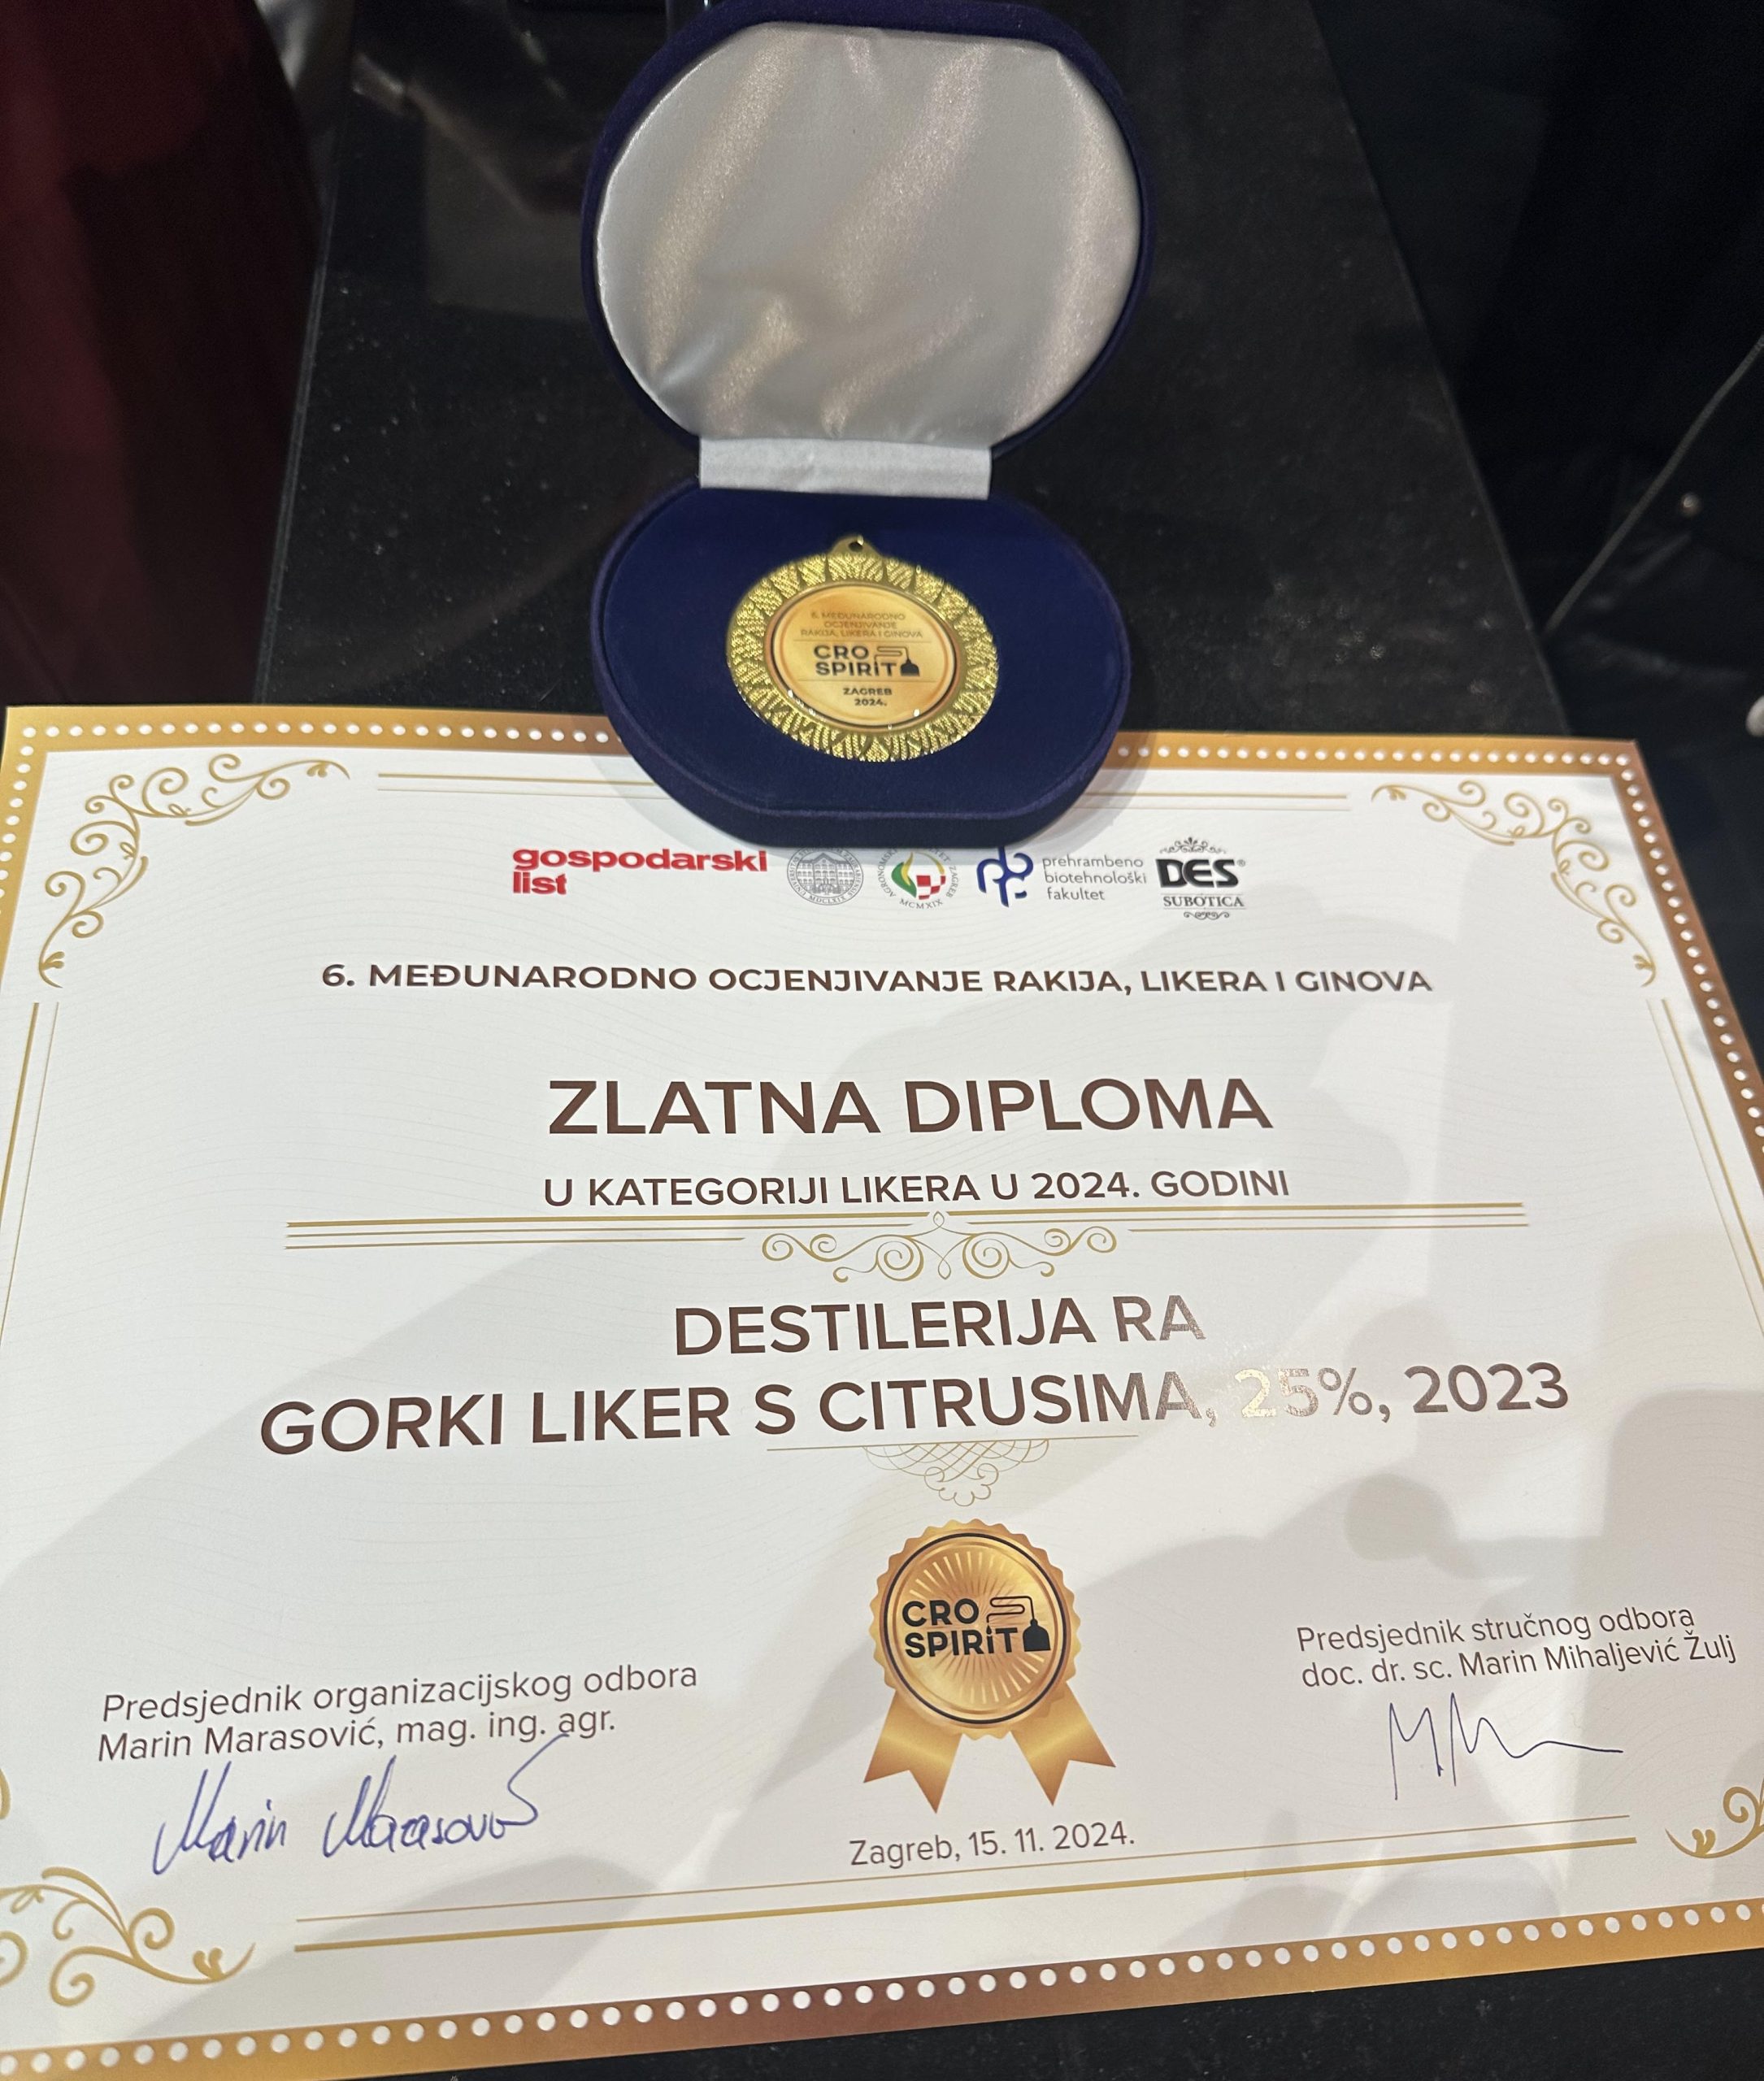 6. MEĐUNARODNO
OCJENJIVANJE
RAKIJA, LIKERA I GINOVA
CRO
SPIRIT
ZAGREB
2024.
gospodarski
list
prehrambeno
biotehnološki
fakultet
DES
SUBOTICA
MCMXIX
6. MEĐUNARODNO OCJENJIVANJE RAKIJA, LIKERA I GINOVA
ZLATNA DIPLOMA
U KATEGORIJI LIKERA U 2024. GODINI
DESTILERIJA RA
GORKI LIKER S CITRUSIMA, 25%, 2023
CRO
SPIRIT
Predsjednik organizacijskog odbora
Marin Marasović, mag. ing. agr.
Marin Marasović
Predsjednik stručnog odbora
doc. dr. sc. Marin Mihaljević Žulj
Zagreb, 15. 11. 2024.